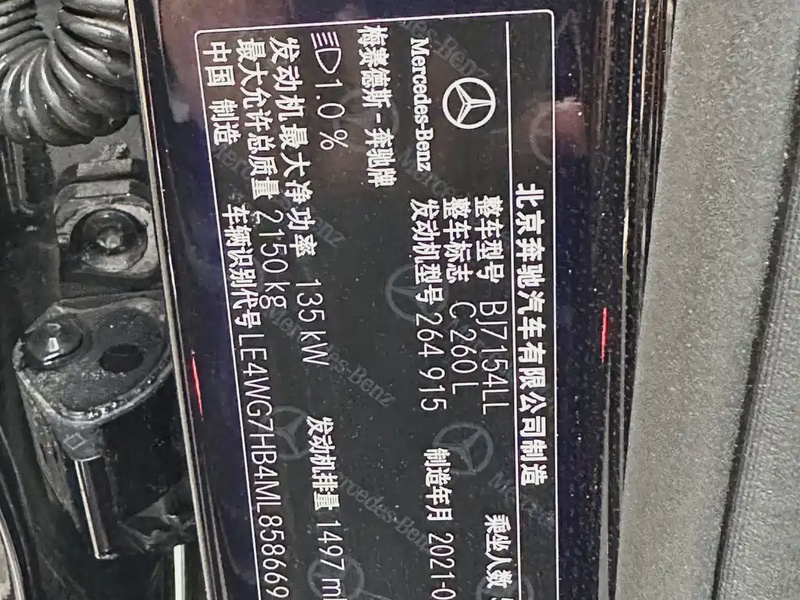 北京奔驰汽车有限公司制造
Mercedes-Benz
梅赛德斯-奔驰牌
整车型号 BJ7154LL 乘坐人数
整车标志 C 260 L
发动机型号 264 915 制造年月 2021-0
1.0 %
发动机最大净功率 135 kW 发动机排量 1497 ml
最大允许总质量 2150 kg
中国 制造 车辆识别代号 LE4WG7HB4ML858669